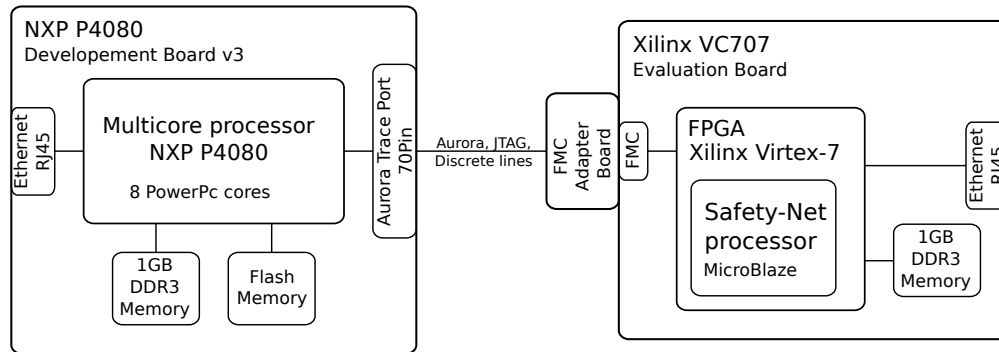 NXP P4080
Developement Board v3
Ethernet
RJ45
Multicore processor
NXP P4080
8 PowerPc cores
1GB
DDR3
Memory
Flash
Memory
Aurora Trace Port
70Pin
Aurora, JTAG,
Discrete lines
FMC
Adapter
Board
Xilinx VC707
Evaluation Board
FMC
FPGA
Xilinx Virtex-7
Safety-Net
processor
MicroBlaze
Ethernet
RJ45
1GB
DDR3
Memory